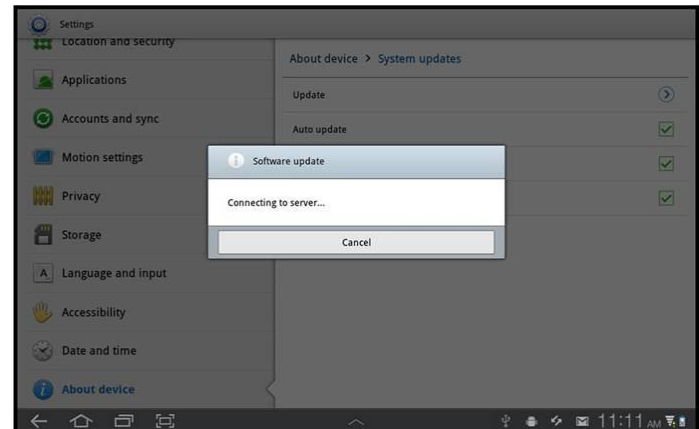 Settings
Location and security
Applications
Accounts and sync
Motion settings
Privacy
Storage
A Language and input
Accessibility
Date and time
About device
About device > System updates
Update
Auto update
Software update
Connecting to server...
Cancel
11:11 AM